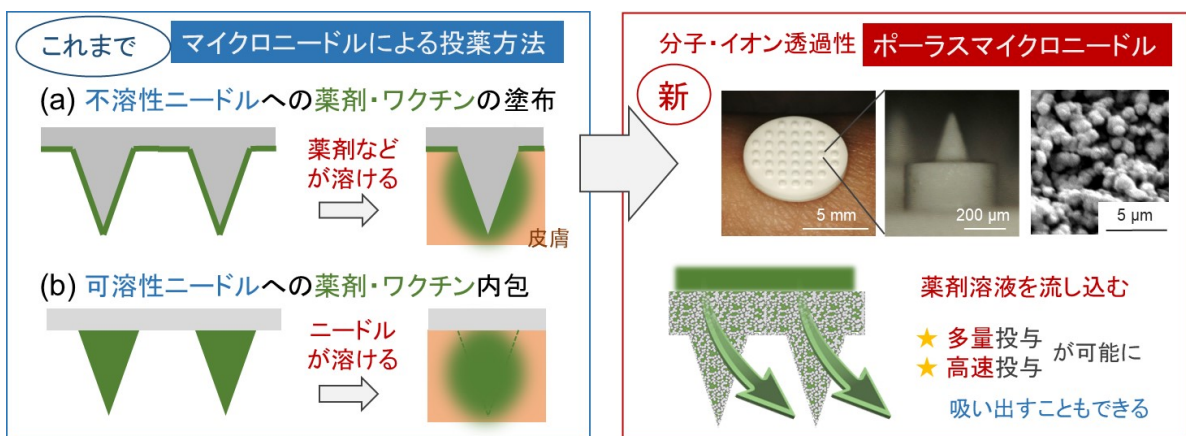 これまで
マイクロニードルによる投薬方法
(a) 不溶性ニードルへの薬剤・ワクチンの塗布
薬剤など
が溶ける
皮膚
(b) 可溶性ニードルへの薬剤・ワクチン内包
ニードル
が溶ける
分子・イオン透過性
ポーラスマイクロニードル
新
5 mm
200 μm
5 μm
薬剤溶液を流し込む
★ 多量投与
★ 高速投与
が可能に
吸い出すこともできる